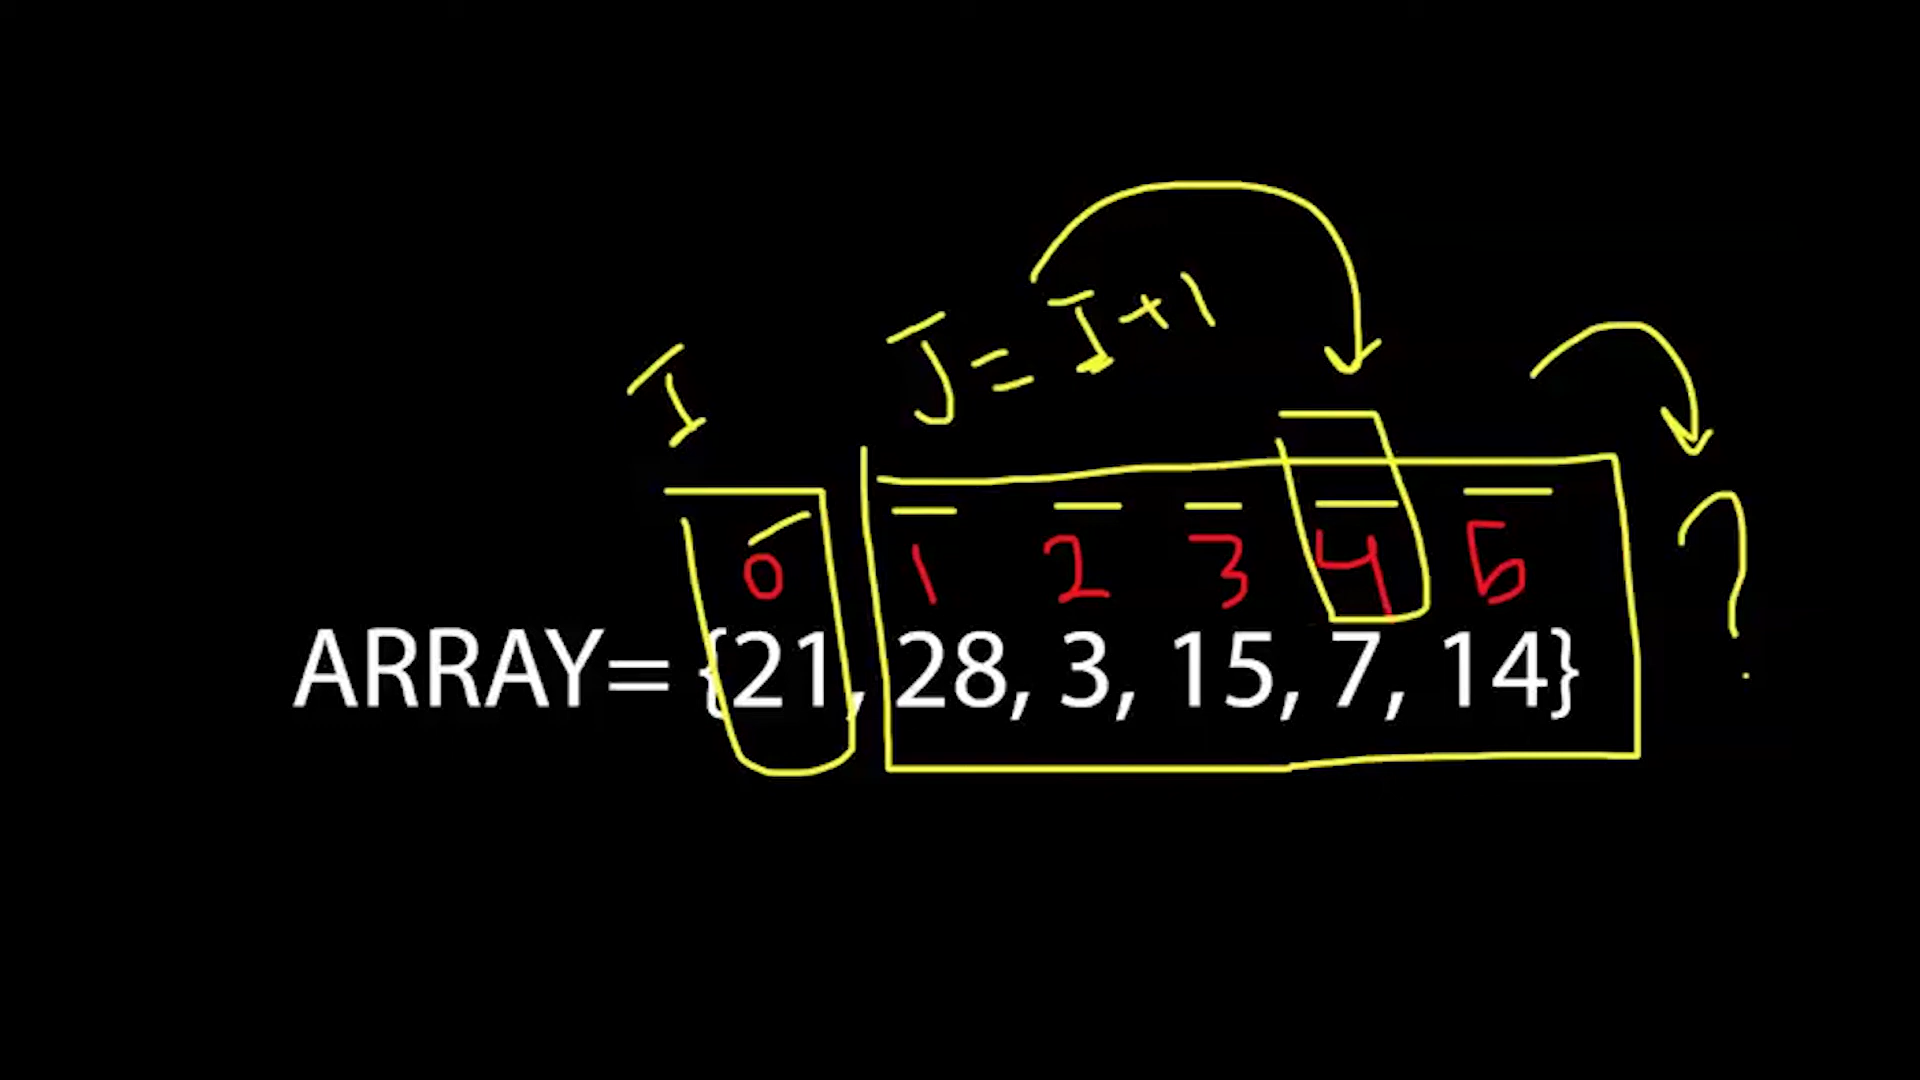 I J = I + 1
?
0 1 2 3 4 5
ARRAY= {21, 28, 3, 15, 7, 14}